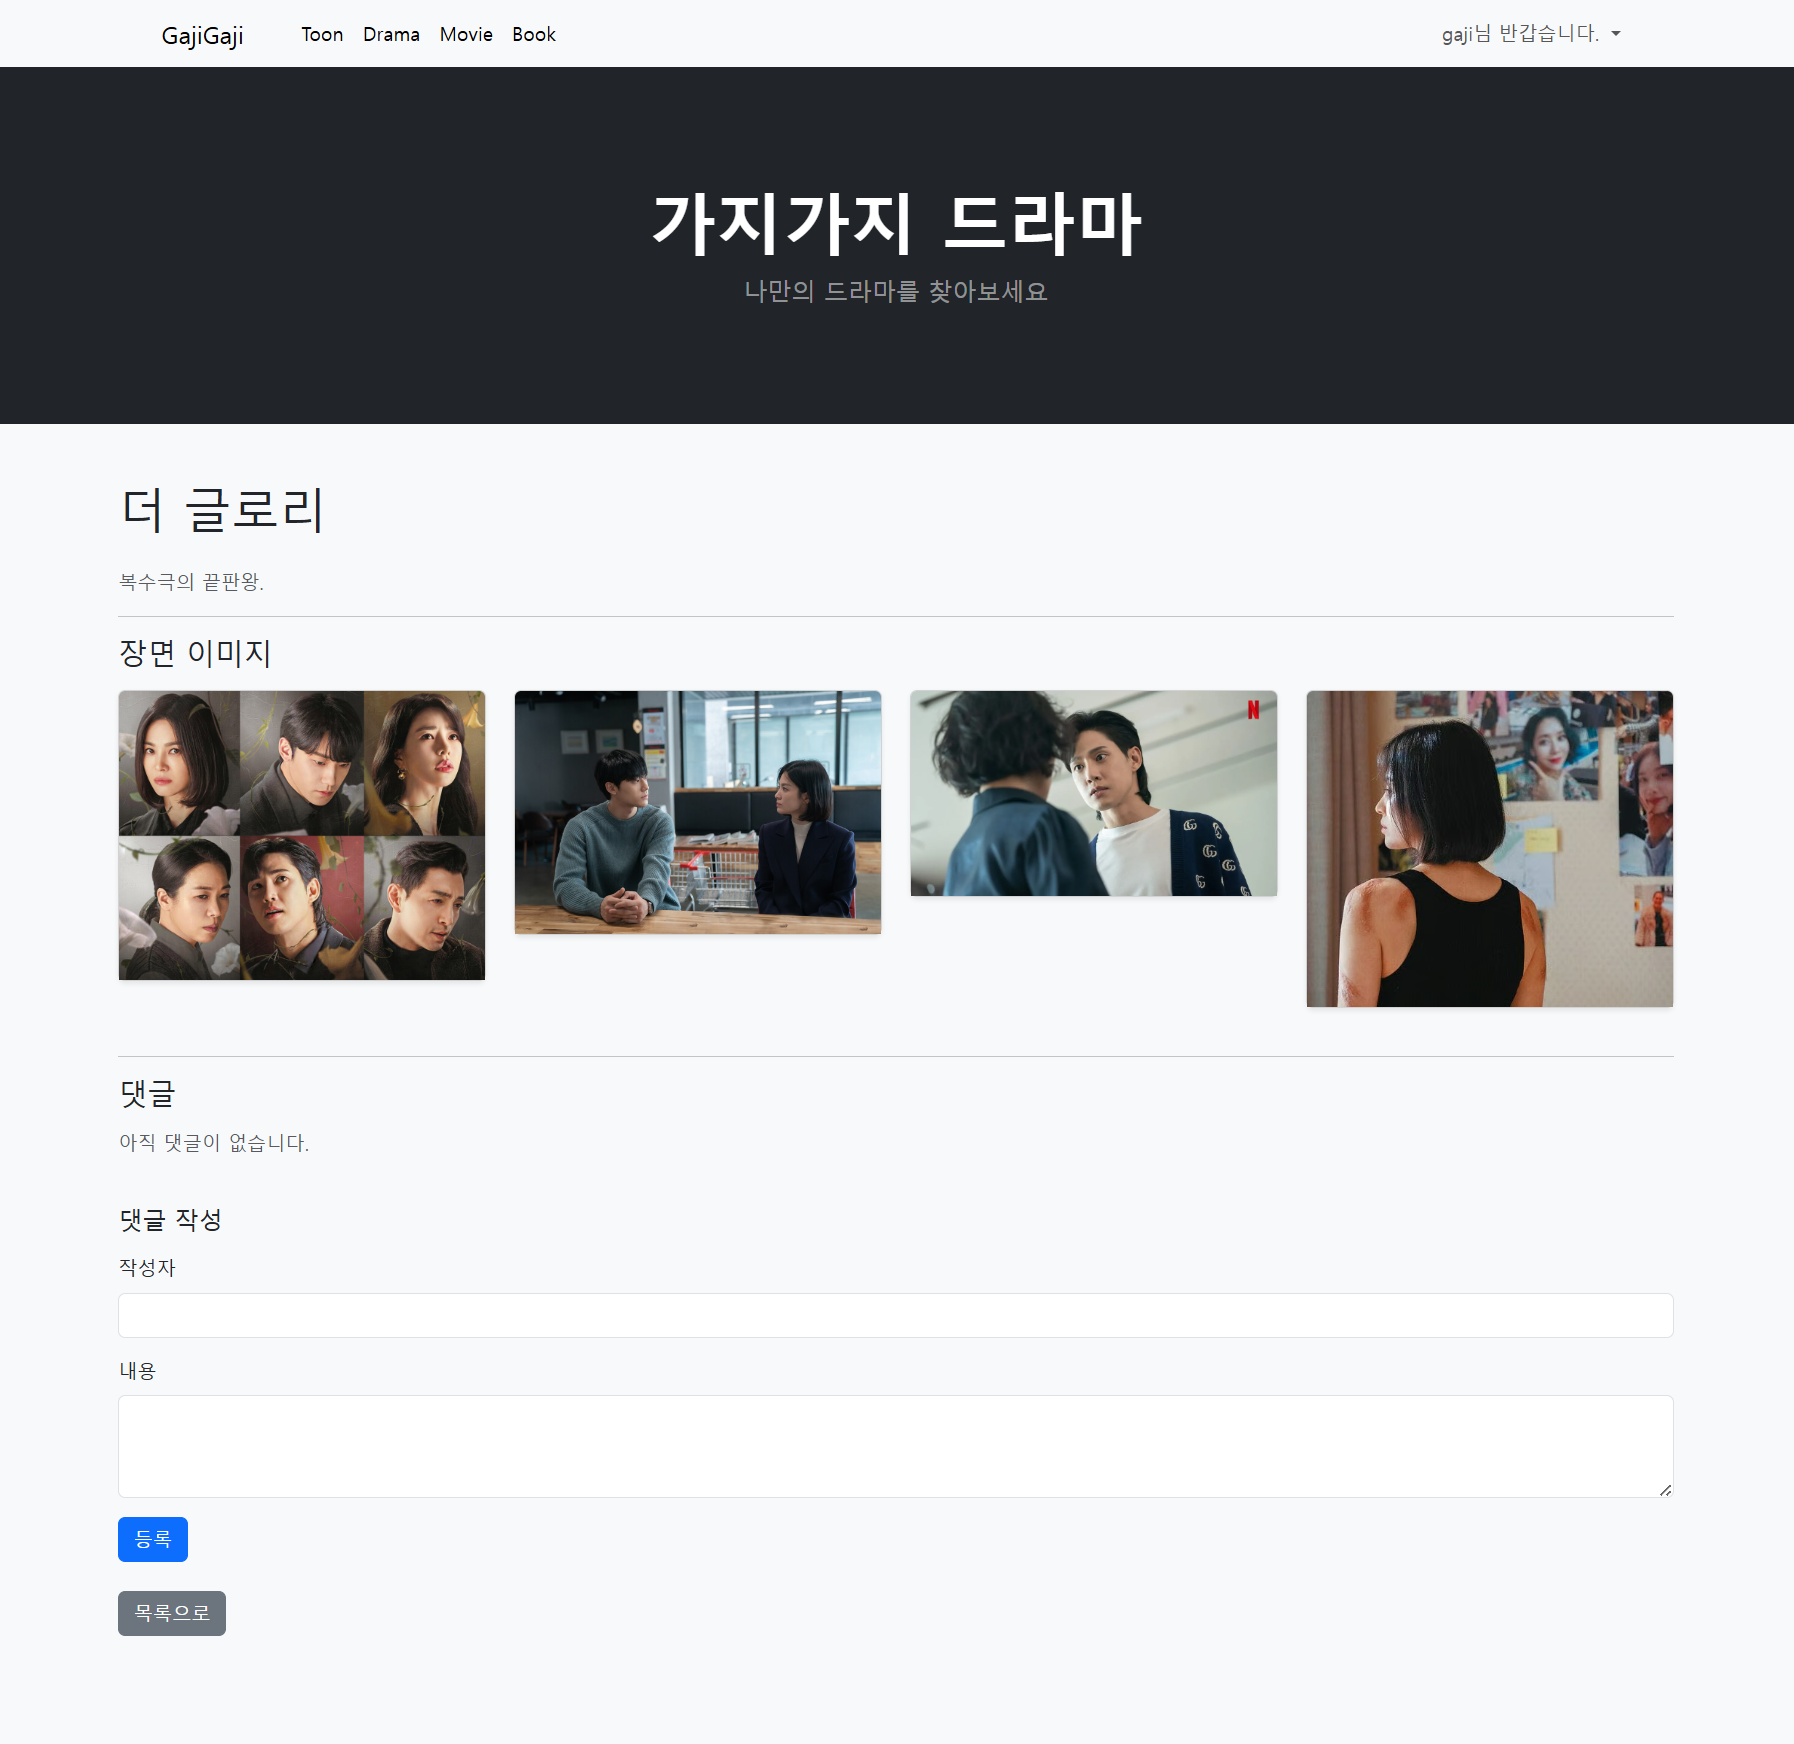 GajiGaji
Toon
Drama
Movie
Book
gaji님 반갑습니다.
가지가지 드라마
나만의 드라마를 찾아보세요
더 글로리
복수극의 끝판왕.
장면 이미지
N
댓글
아직 댓글이 없습니다.
댓글 작성
작성자
내용
등록
목록으로